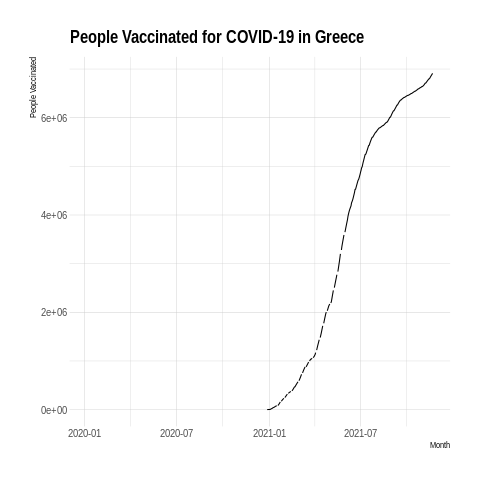 People Vaccinated for COVID-19 in Greece
People Vaccinated
6e+06
4e+06
2e+06
0e+00
2020-01 2020-07 2021-01 2021-07
Month